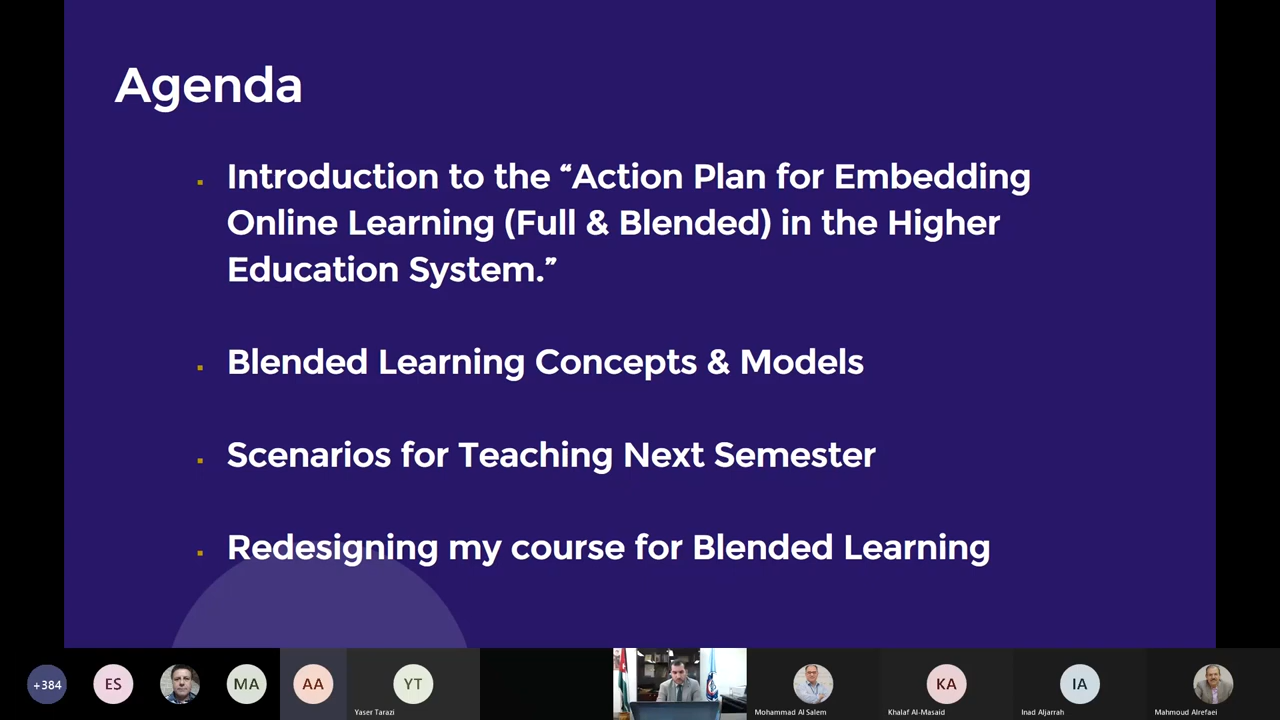 Agenda
▪ Introduction to the “Action Plan for Embedding
Online Learning (Full & Blended) in the Higher
Education System.”
▪ Blended Learning Concepts & Models
▪ Scenarios for Teaching Next Semester
▪ Redesigning my course for Blended Learning
+384
ES
MA
AA
YT
KA
IA
Yaser Tarazi
Mohammad Al Salem
Khalaf Al-Masaid
Inad Aljarrah
Mahmoud Alrefaei